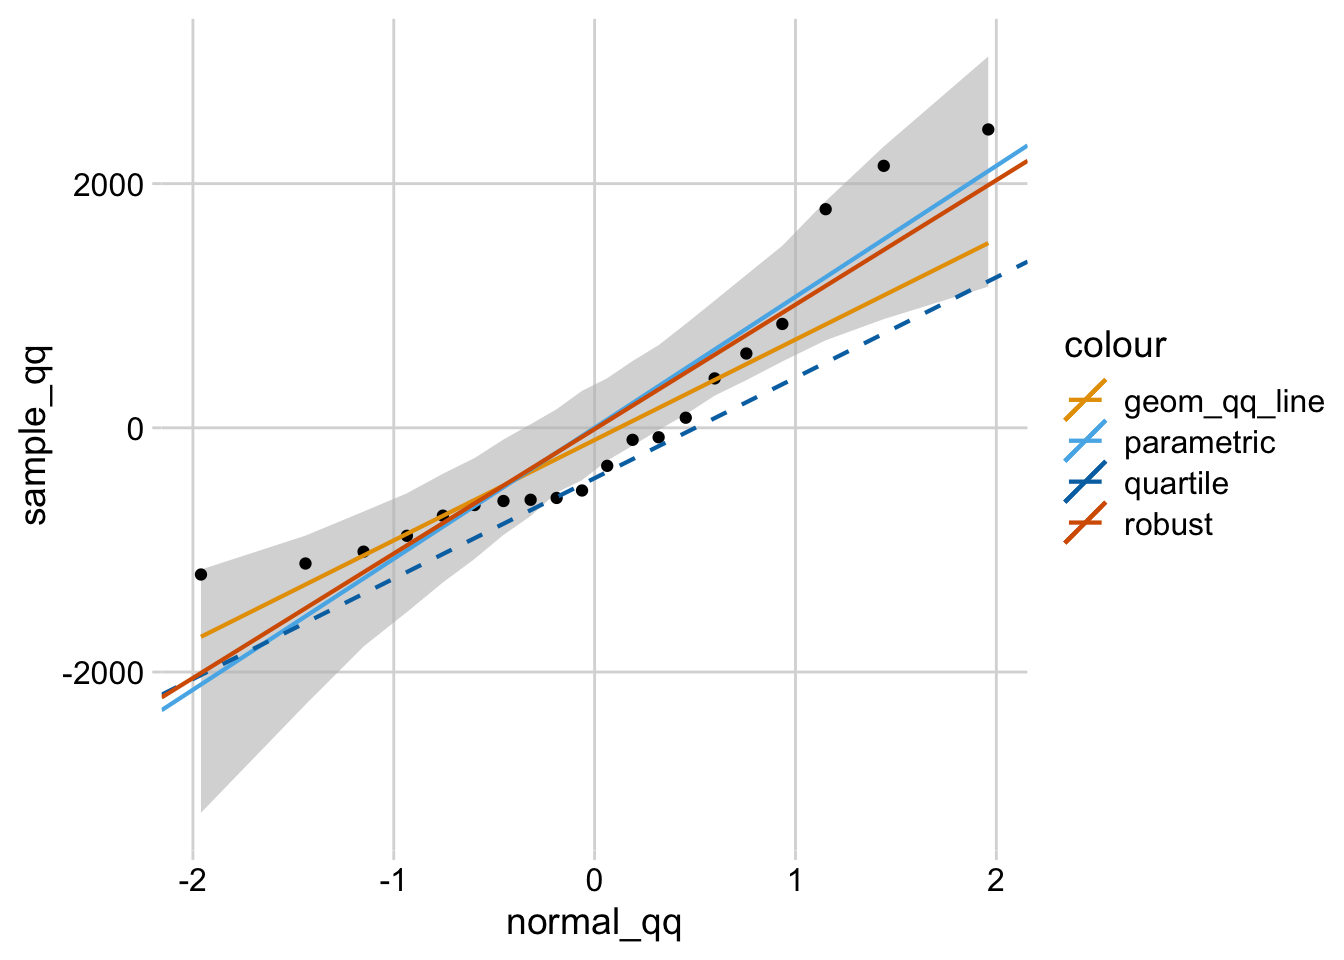 sample_qq
2000
0
-2000
-2
-1
0
1
2
normal_qq
colour
geom_qq_line
parametric
quartile
robust